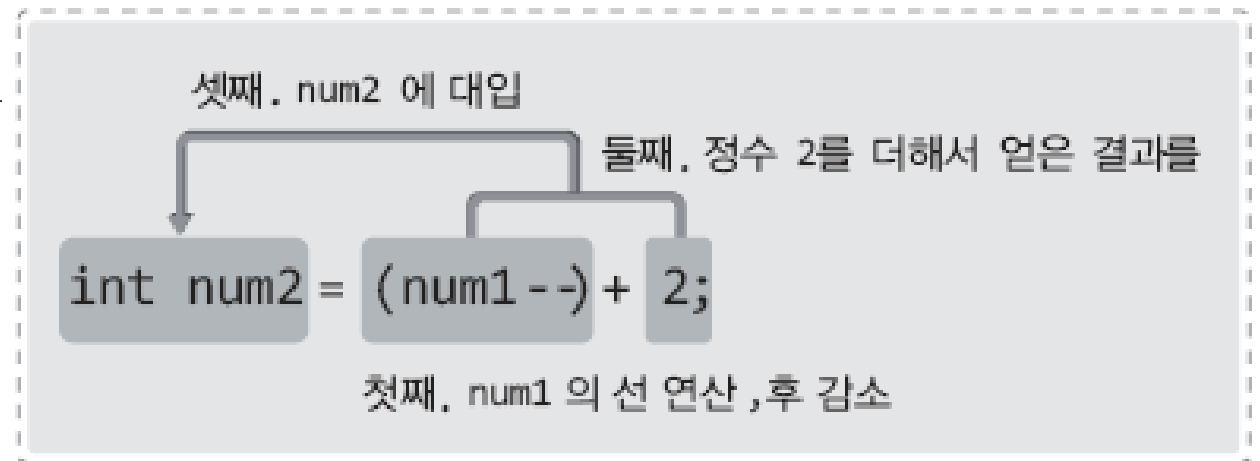 셋째. num2 에 대입
둘째. 정수 2를 더해서 얻은 결과를
int num2 = (num1--) + 2;
첫째. num1 의 선 연산 ,후 감소